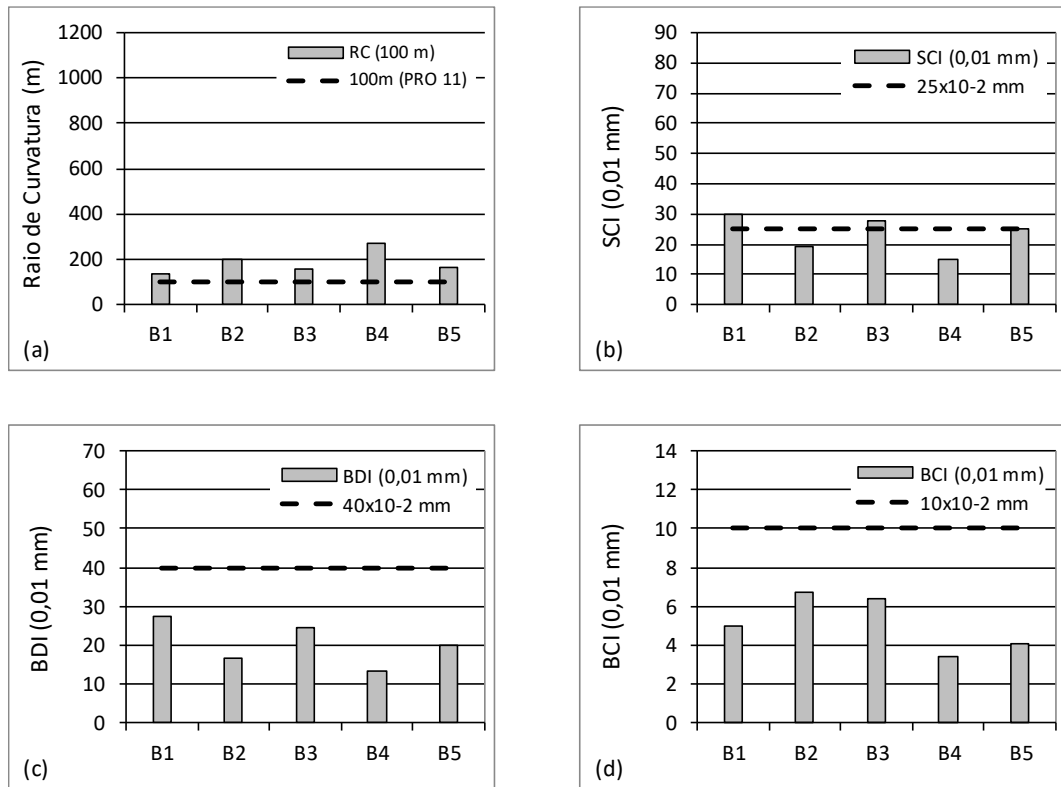 Raio de Curvatura (m)
1200
1000
800
600
400
200
0
RC (100 m)
100m (PRO 11)
B1 B2 B3 B4 B5
(a)
SCI (0,01 mm)
90
80
70
60
50
40
30
20
10
0
SCI (0,01 mm)
25x10-2 mm
B1 B2 B3 B4 B5
(b)
BDI (0,01 mm)
70
60
50
40
30
20
10
0
BDI (0,01 mm)
40x10-2 mm
B1 B2 B3 B4 B5
(c)
BCI (0,01 mm)
14
12
10
8
6
4
2
0
BCI (0,01 mm)
10x10-2 mm
B1 B2 B3 B4 B5
(d)